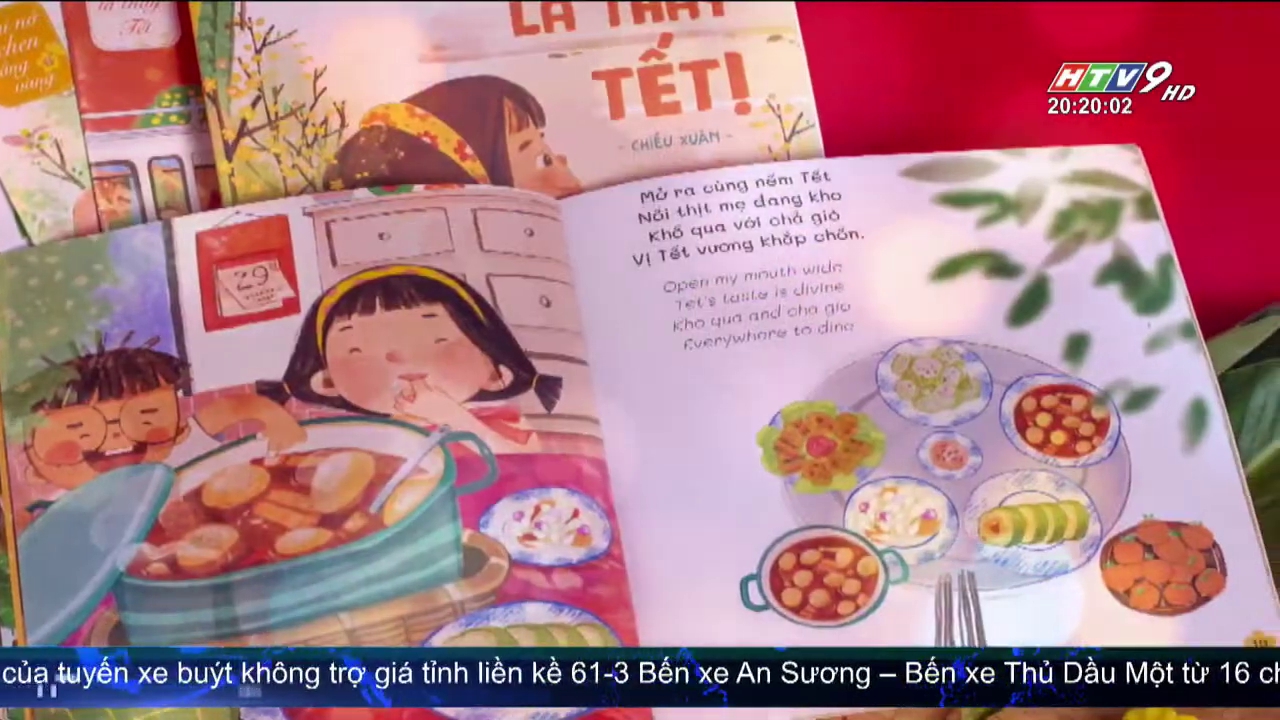 LÀ THẤY
TẾT!
- CHIÊU XUÂN -
HTV9 HD
20:20:02
Tết
29
Mở ra cùng nếm Tết
Nồi thịt mẹ đang kho
Khổ qua với chả giò
Vị Tết vương khắp chốn.
Open my mouth wide
Tet's taste is divine
Kho qua and cha gio
Everywhere to dine
của tuyến xe buýt không trợ giá tỉnh liền kề 61-3 Bến xe An Sương – Bến xe Thủ Dầu Một từ 16 ch